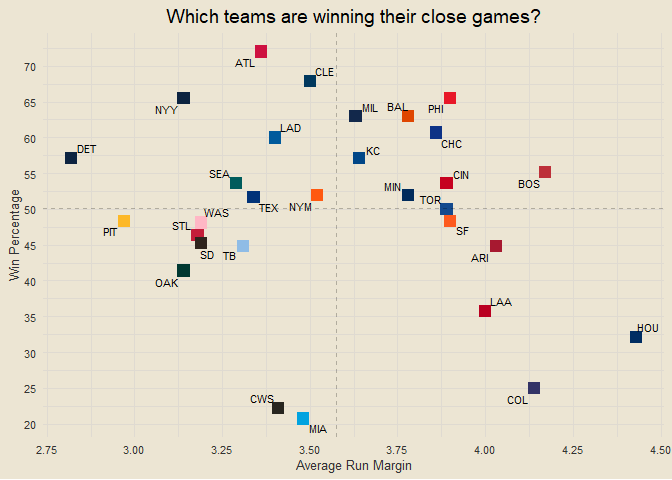 Which teams are winning their close games?
ATL
CLE
70
65
NYY
MIL
BAL
PHI
60
LAD
CHC
DET
KC
55
SEA
CIN
BOS
MIN
TEX
NYM
TOR
50
WAS
PIT
STL
SF
45
SD
TB
ARI
OAK
40
LAA
35
HOU
30
25
COL
CWS
20
MIA
Win Percentage
2.75 3.00 3.25 3.50 3.75 4.00 4.25 4.50
Average Run Margin